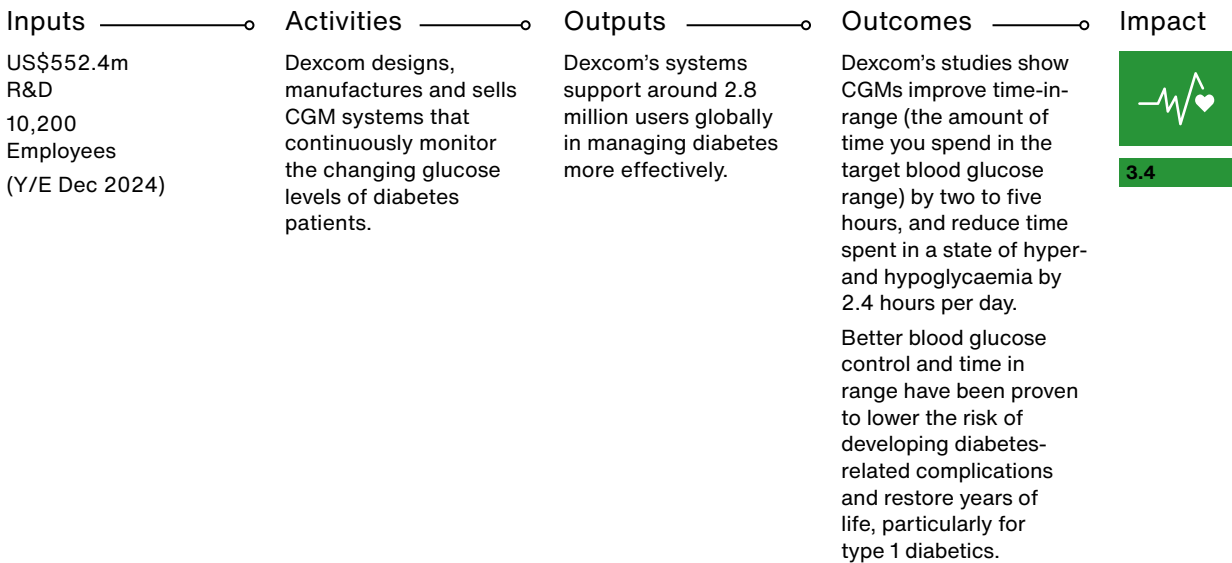 Inputs
US$552.4m
R&D
10,200
Employees
(Y/E Dec 2024)
Activities
Dexcom designs,
manufactures and sells
CGM systems that
continuously monitor
the changing glucose
levels of diabetes
patients.
Outputs
Dexcom's systems
support around 2.8
million users globally
in managing diabetes
more effectively.
Outcomes
Dexcom's studies show
CGMs improve time-in-
range (the amount of
time you spend in the
target blood glucose
range) by two to five
hours, and reduce time
spent in a state of hyper-
and hypoglycaemia by
2.4 hours per day.
Better blood glucose
control and time in
range have been proven
to lower the risk of
developing diabetes-
related complications
and restore years of
life, particularly for
type 1 diabetics.
Impact
3.4